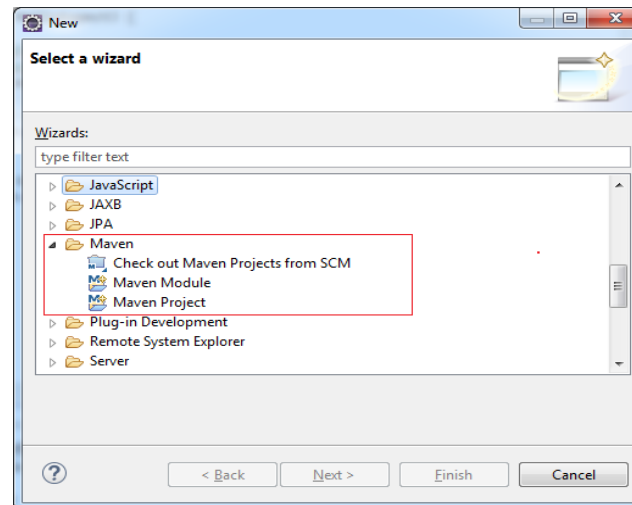 New
Select a wizard
Wizards:
type filter text
JavaScript
JAXB
JPA
Maven
Check out Maven Projects from SCM
Maven Module
Maven Project
Plug-in Development
Remote System Explorer
Server
< Back Next > Finish Cancel